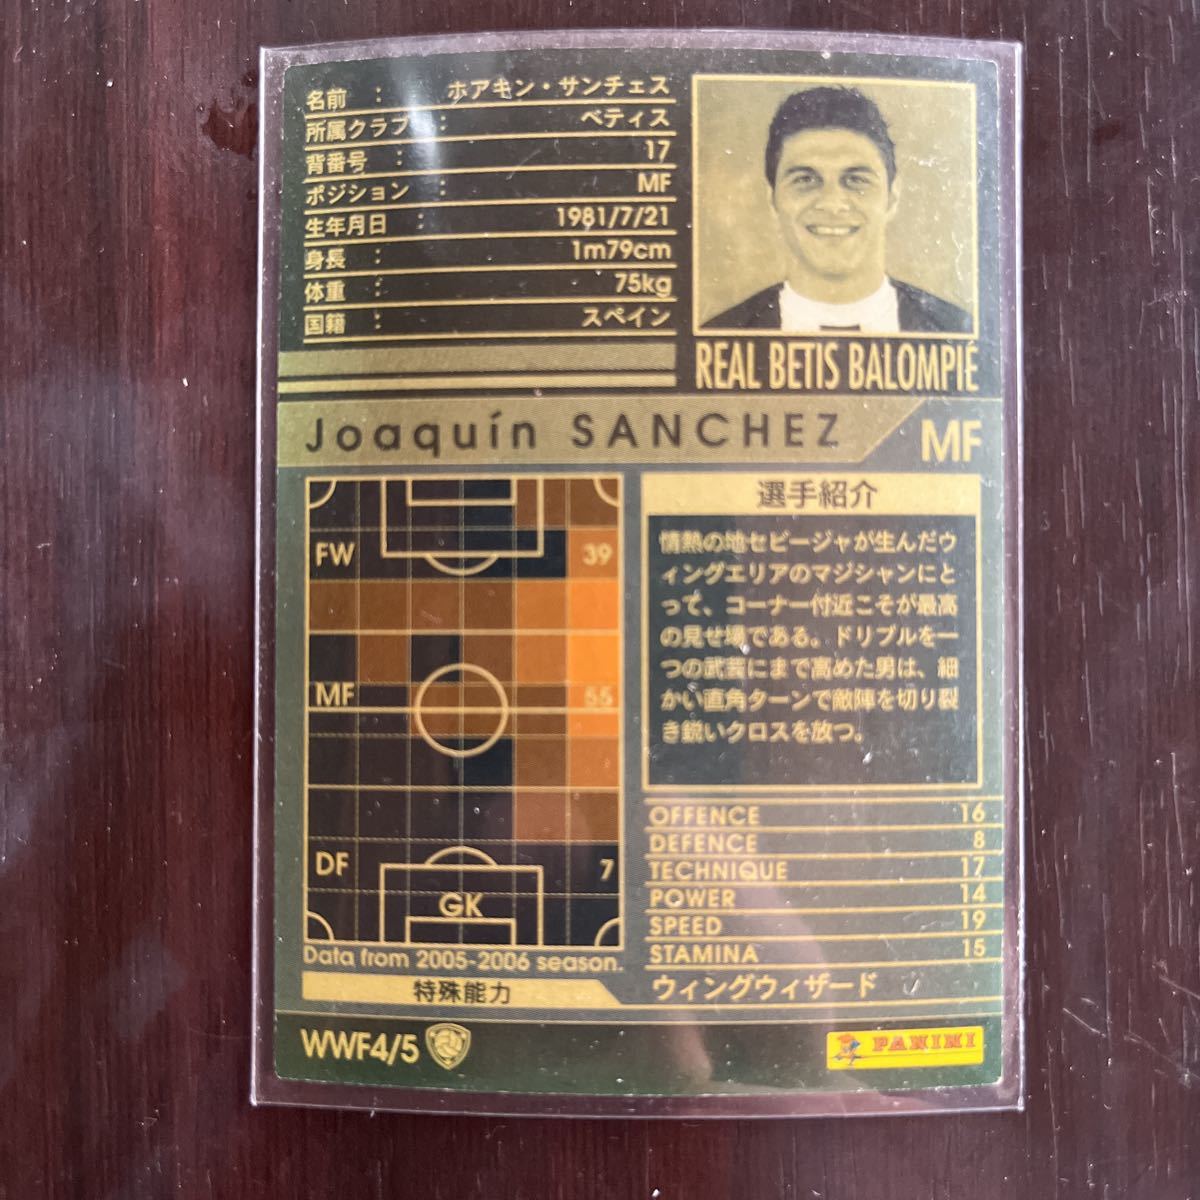 名前 : ホアキン・サンチェス
所属クラブ : ベティス
背番号 : 17
ポジション : MF
生年月日 : 1981/7/21
身長 : 1m79cm
体重 : 75kg
国籍 : スペイン
REAL BETIS BALOMPIÉ
Joaquín SANCHEZ
MF
FW 39
MF 55
DF 7
GK
Data from 2005-2006 season.
選手紹介
情熱の地セビージャが生んだウ
ィングエリアのマジシャンにと
って、コーナー付近こそが最高
の見せ場である。ドリブルを一
つの武芸にまで高めた男は、細
かい直角ターンで敵陣を切り裂
き鋭いクロスを放つ。
OFFENCE 16
DEFENCE 8
TECHNIQUE 17
POWER 14
SPEED 19
STAMINA 15
特殊能力 ウィングウィザード
WWF4/5
PANINI